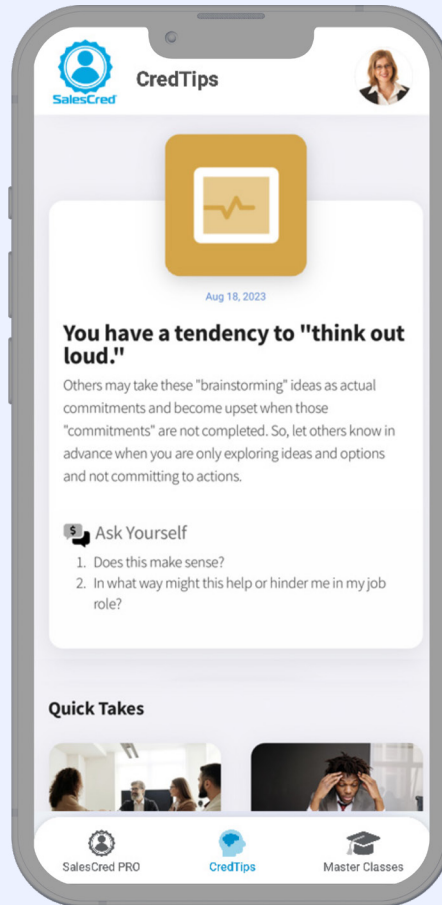 SalesCred
CredTips
Aug 18, 2023
You have a tendency to "think out
loud."
Others may take these "brainstorming" ideas as actual
commitments and become upset when those
"commitments" are not completed. So, let others know in
advance when you are only exploring ideas and options
and not committing to actions.
$
Ask Yourself
1. Does this make sense?
2. In what way might this help or hinder me in my job
role?
Quick Takes
SalesCred PRO
CredTips
Master Classes